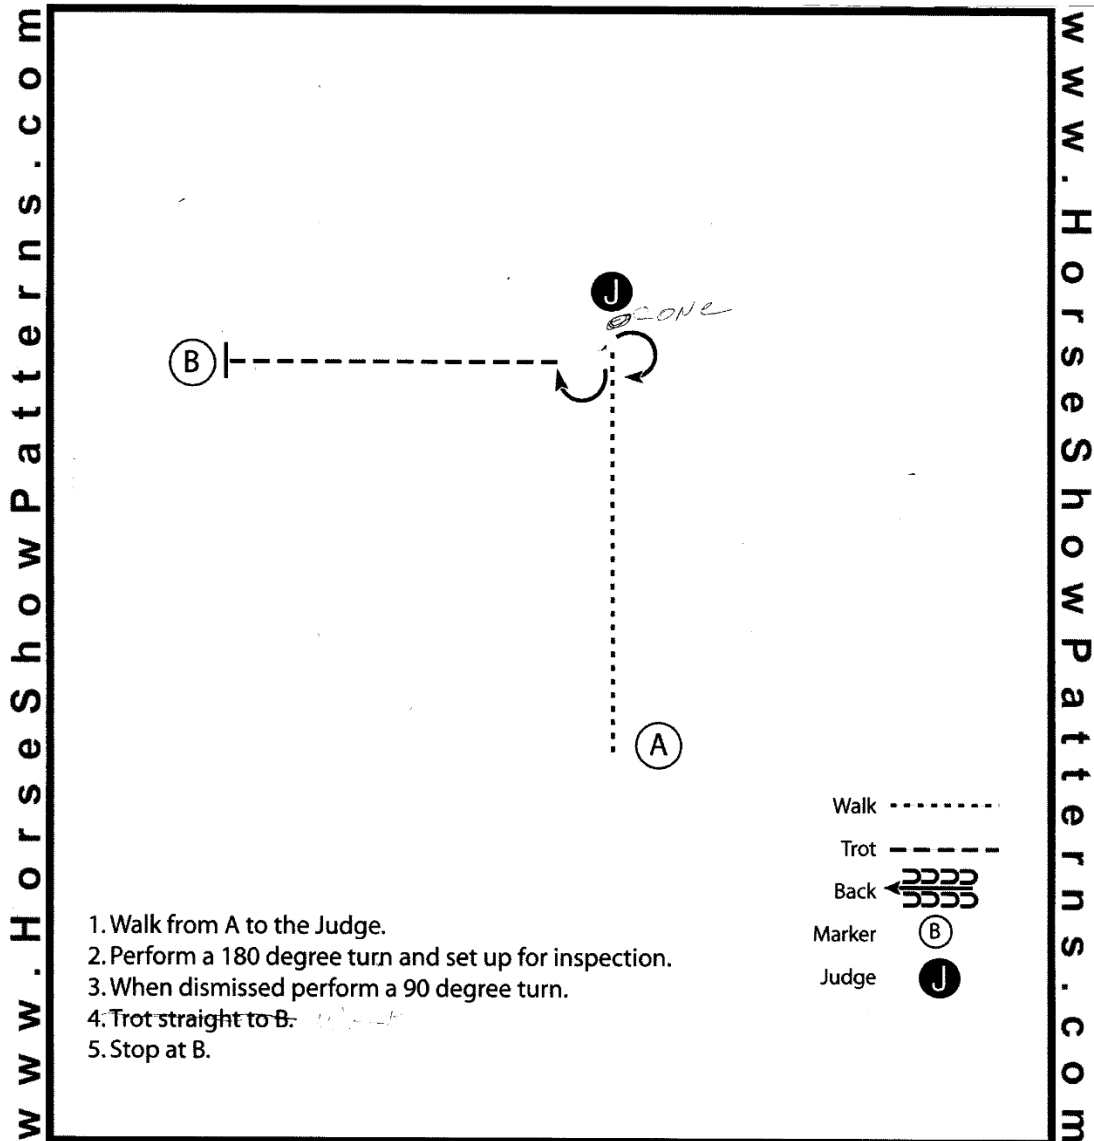 www.HorseShowPatterns.com
www.HorseShowPatterns.com
J
CONe
B
A
Walk
Trot
Back
Marker B
Judge J
1. Walk from A to the Judge.
2. Perform a 180 degree turn and set up for inspection.
3. When dismissed perform a 90 degree turn.
4. Trot straight to B.
5. Stop at B.